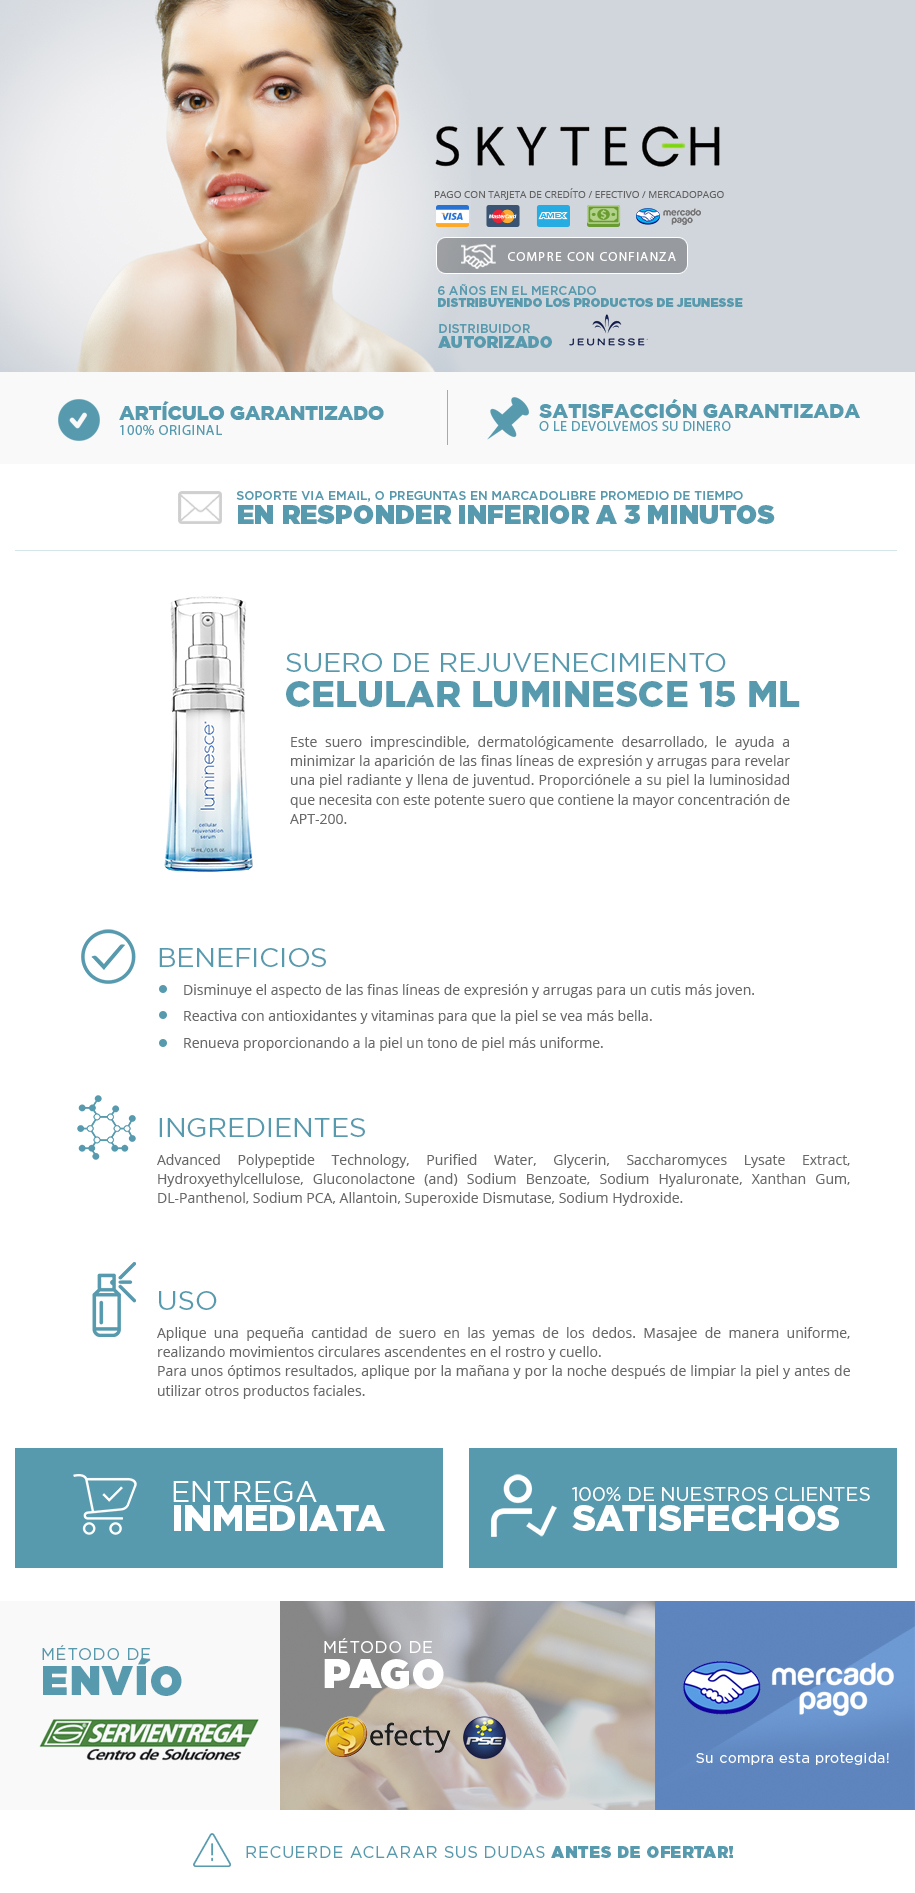 SKYTECH
PAGO CON TARJETA DE CREDÍTO / EFECTIVO / MERCADOPAGO
VISA MasterCard AMEX mercado pago
COMPRE CON CONFIANZA
6 AÑOS EN EL MERCADO
DISTRIBUYENDO LOS PRODUCTOS DE JEUNESSE
DISTRIBUIDOR
AUTORIZADO JEUNESSE
ARTÍCULO GARANTIZADO
100% ORIGINAL
SATISFACCIÓN GARANTIZADA
O LE DEVOLVEMOS SU DINERO
SOPORTE VIA EMAIL, O PREGUNTAS EN MARCADOLIBRE PROMEDIO DE TIEMPO
EN RESPONDER INFERIOR A 3 MINUTOS
luminesce
cellular
rejuvenation
serum
15 mL / 0.5 fl oz
SUERO DE REJUVENECIMIENTO
CELULAR LUMINESCE 15 ML
Este suero imprescindible, dermatológicamente desarrollado, le ayuda a
minimizar la aparición de las finas líneas de expresión y arrugas para revelar
una piel radiante y llena de juventud. Proporciónele a su piel la luminosidad
que necesita con este potente suero que contiene la mayor concentración de
APT-200.
BENEFICIOS
Disminuye el aspecto de las finas líneas de expresión y arrugas para un cutis más joven.
Reactiva con antioxidantes y vitaminas para que la piel se vea más bella.
Renueva proporcionando a la piel un tono de piel más uniforme.
INGREDIENTES
Advanced Polypeptide Technology, Purified Water, Glycerin, Saccharomyces Lysate Extract,
Hydroxyethylcellulose, Gluconolactone (and) Sodium Benzoate, Sodium Hyaluronate, Xanthan Gum,
DL-Panthenol, Sodium PCA, Allantoin, Superoxide Dismutase, Sodium Hydroxide.
USO
Aplique una pequeña cantidad de suero en las yemas de los dedos. Masajee de manera uniforme,
realizando movimientos circulares ascendentes en el rostro y cuello.
Para unos óptimos resultados, aplique por la mañana y por la noche después de limpiar la piel y antes de
utilizar otros productos faciales.
ENTREGA
INMEDIATA
100% DE NUESTROS CLIENTES
SATISFECHOS
MÉTODO DE
ENVÍO
SERVIENTREGA
Centro de Soluciones
MÉTODO DE
PAGO
efecty PSE
mercado
pago
Su compra esta protegida!
RECUERDE ACLARAR SUS DUDAS ANTES DE OFERTAR!